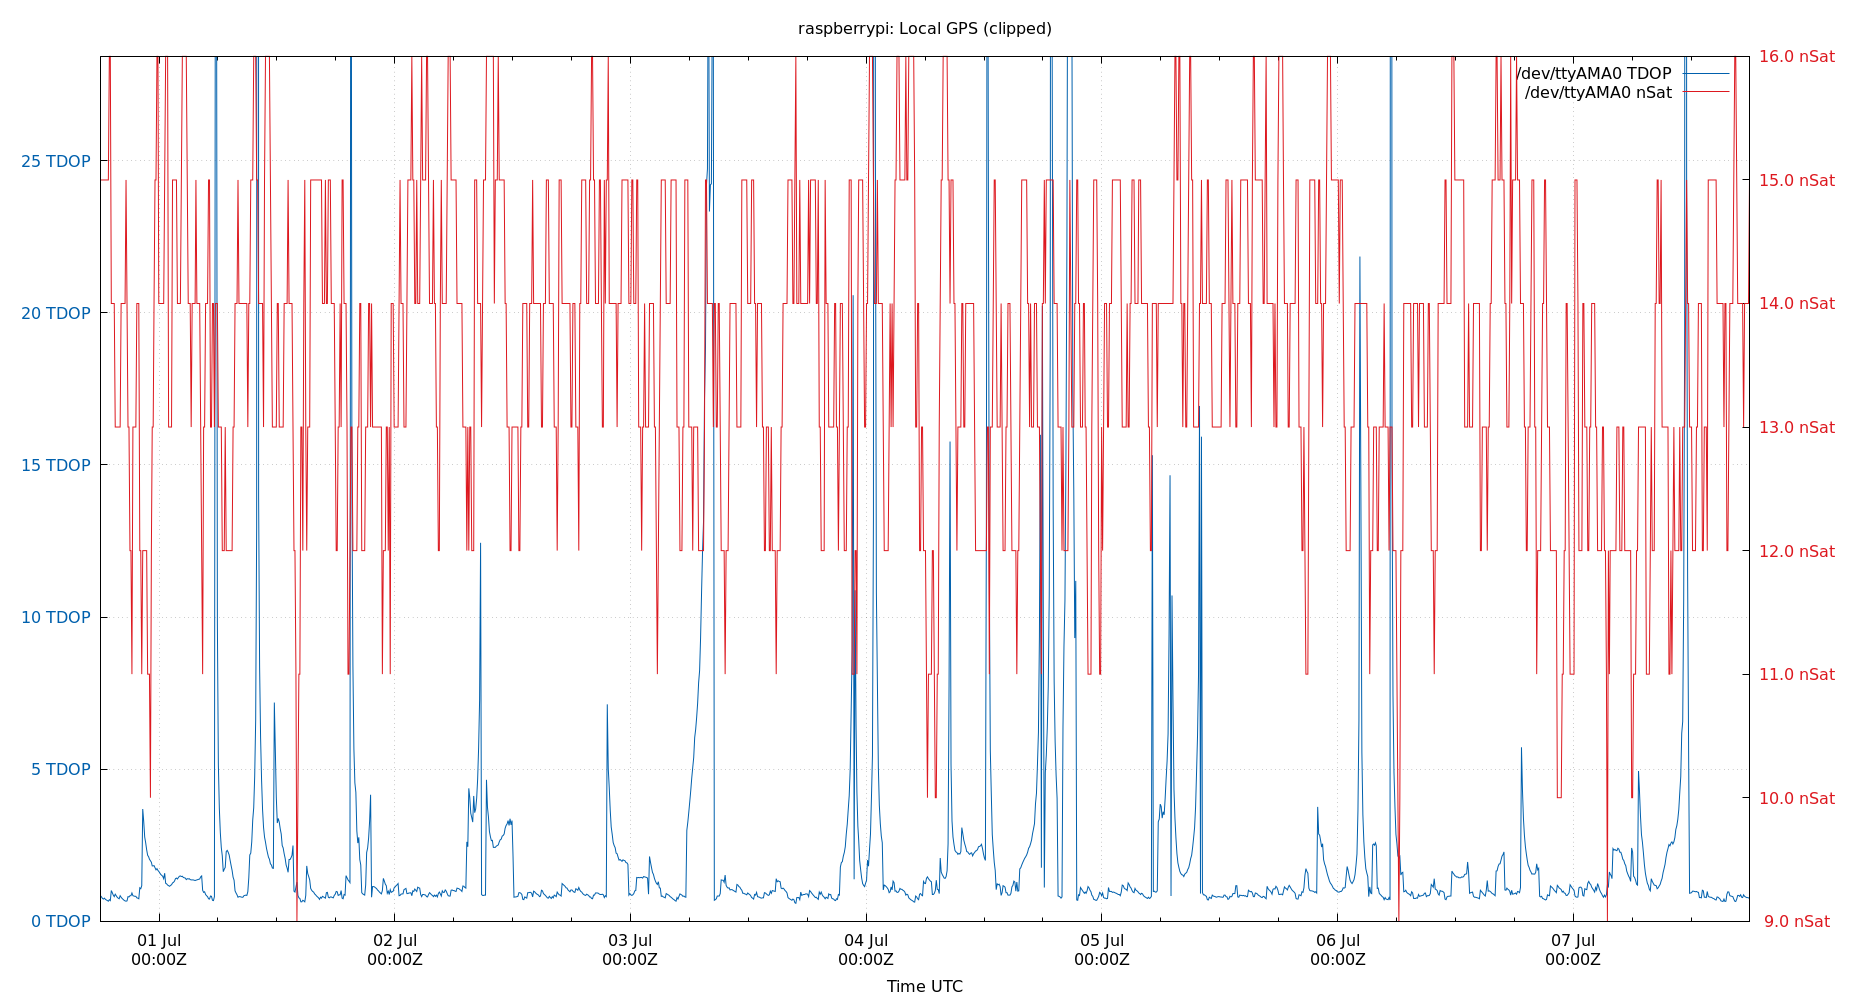 raspberrypi: Local GPS (clipped)
/dev/ttyAMA0 TDOP
/dev/ttyAMA0 nSat
25 TDOP
20 TDOP
15 TDOP
10 TDOP
5 TDOP
0 TDOP
16.0 nSat
15.0 nSat
14.0 nSat
13.0 nSat
12.0 nSat
11.0 nSat
10.0 nSat
9.0 nSat
01 Jul
00:00Z
02 Jul
00:00Z
03 Jul
00:00Z
04 Jul
00:00Z
05 Jul
00:00Z
06 Jul
00:00Z
07 Jul
00:00Z
Time UTC